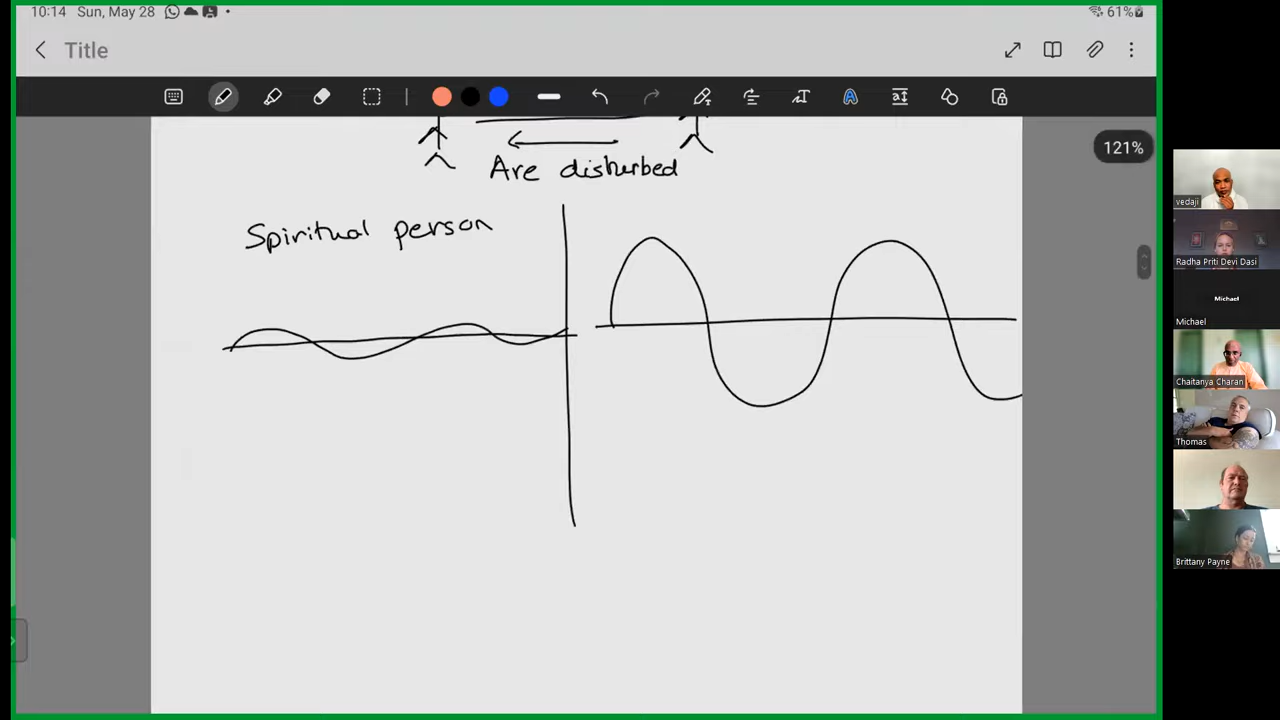 10:14 Sun, May 28
61%
Title
121%
Are disturbed
Spiritual person
vedaji
Radha Priti Devi Dasi
Michael
Michael
Chaitanya Charan
Thomas
Brittany Payne